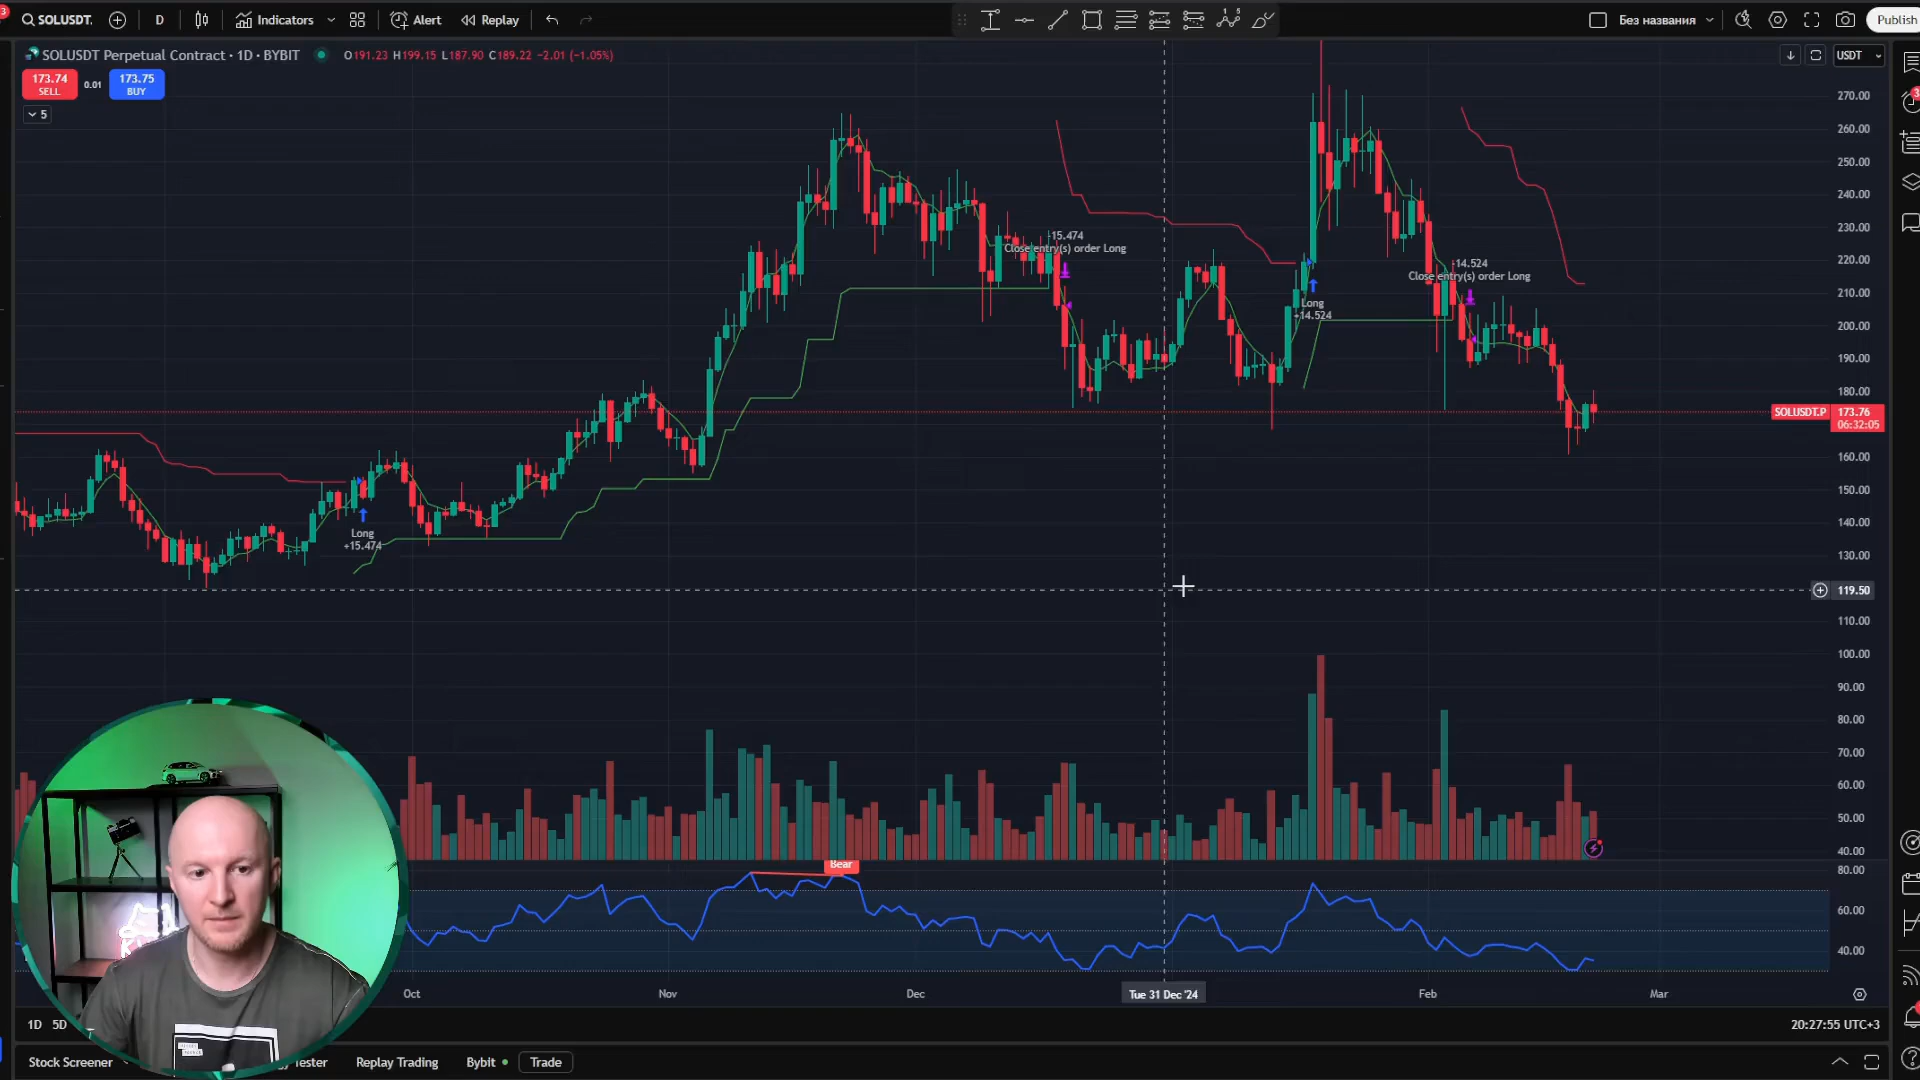 3
SOLUSDT.
D
Indicators
Alert
Replay
Без названия
Publish
SOLUSDT Perpetual Contract · 1D · BYBIT
O191.23 H199.15 L187.90 C189.22 −2.01 (−1.05%)
USDT
173.74
SELL
0.01
173.75
BUY
5
3
270.00
260.00
250.00
240.00
230.00
220.00
210.00
200.00
190.00
180.00
SOLUSDT.P
173.76
06:32:05
160.00
150.00
140.00
130.00
119.50
110.00
100.00
90.00
80.00
70.00
60.00
50.00
40.00
-15.474
Close entry(s) order Long
-14.524
Close entry(s) order Long
Long
+14.524
Long
+15.474
Bear
80.00
60.00
40.00
Oct
Nov
Dec
Tue 31 Dec '24
Feb
Mar
1D
5D
20:27:55 UTC+3
Stock Screener
Tester
Replay Trading
Bybit
Trade